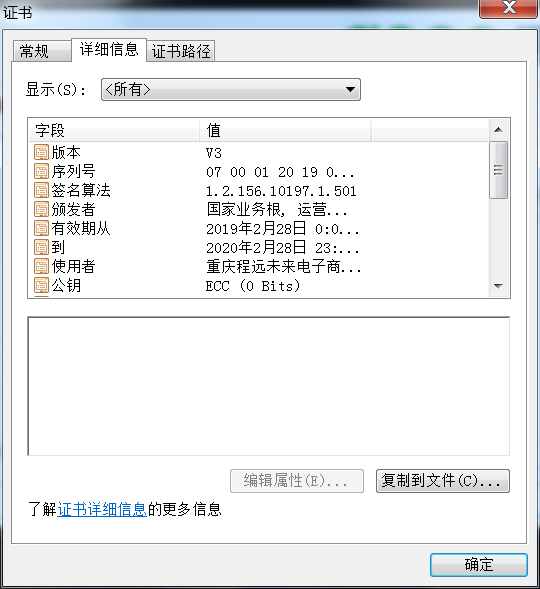 证书
常规 详细信息 证书路径
显示(S): <所有>
字段 值
版本 V3
序列号 07 00 01 20 19 0...
签名算法 1.2.156.10197.1.501
颁发者 国家业务根, 运营...
有效期从 2019年2月28日 0:0...
到 2020年2月28日 23:...
使用者 重庆程远未来电子商...
公钥 ECC (0 Bits)
编辑属性(E)... 复制到文件(C)...
了解证书详细信息的更多信息
确定